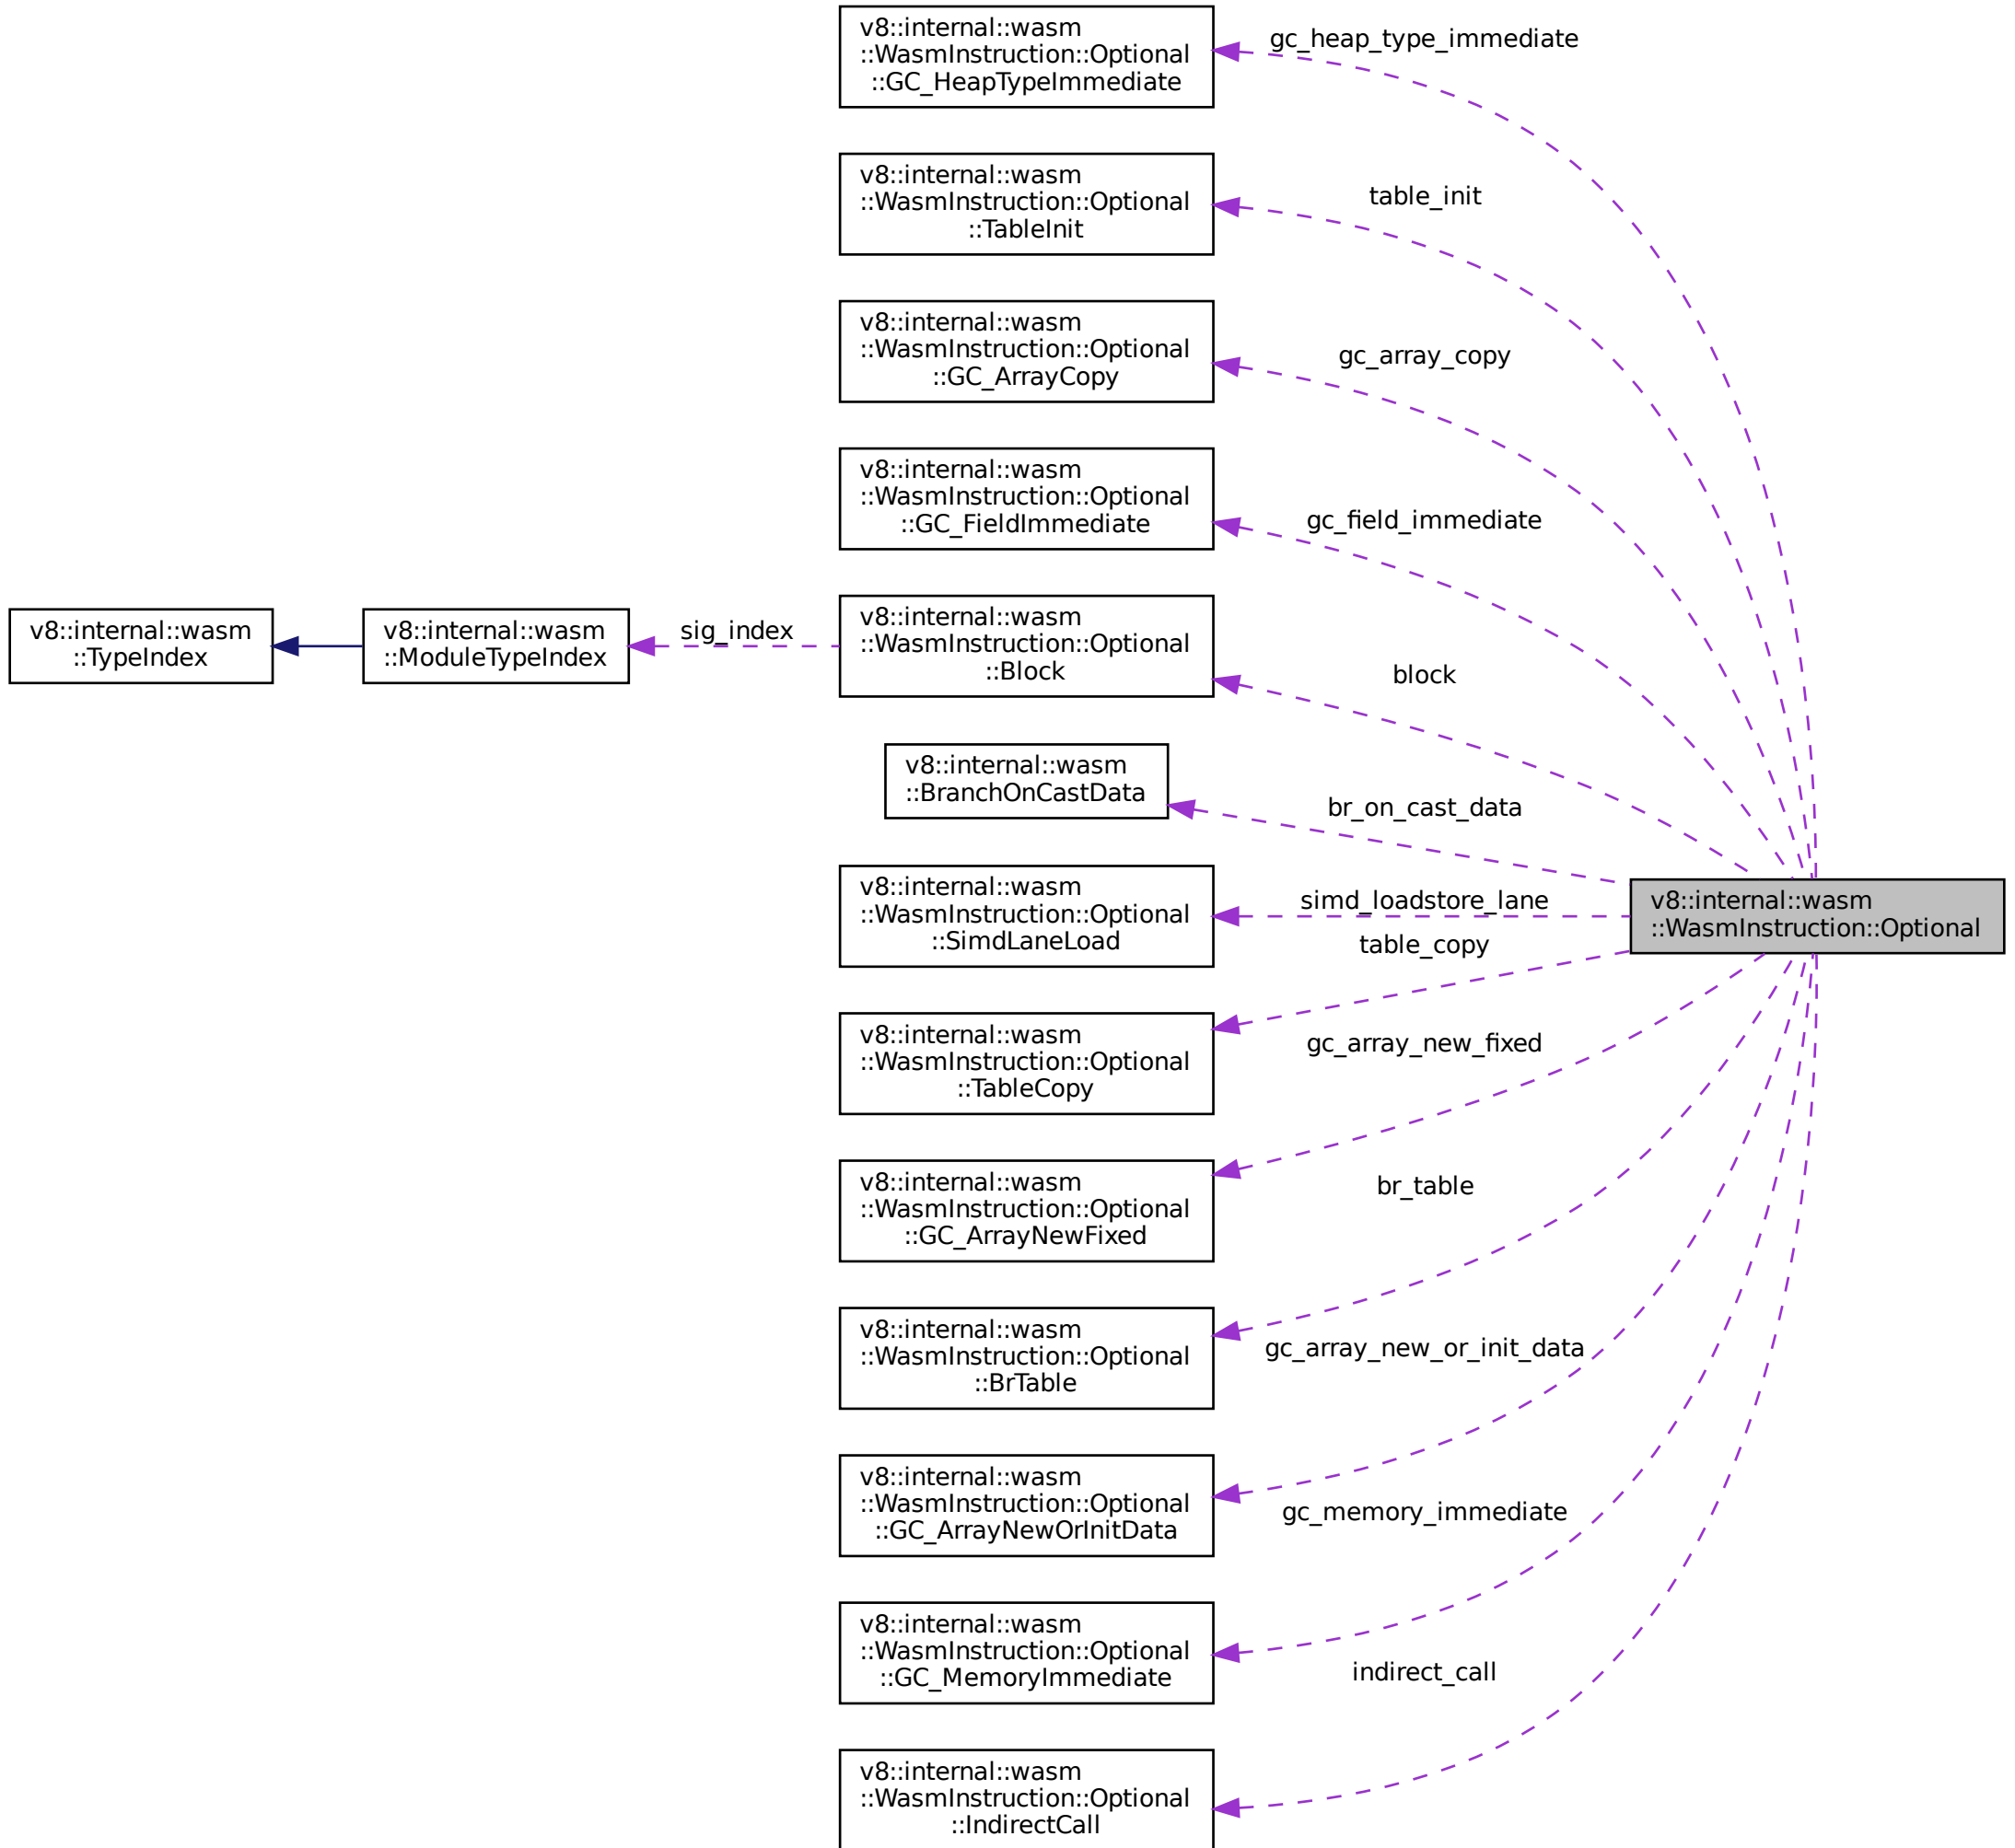 v8::internal::wasm
::WasmInstruction::Optional
::GC_HeapTypeImmediate
gc_heap_type_immediate
v8::internal::wasm
::WasmInstruction::Optional
::TableInit
table_init
v8::internal::wasm
::WasmInstruction::Optional
::GC_ArrayCopy
gc_array_copy
v8::internal::wasm
::WasmInstruction::Optional
::GC_FieldImmediate
gc_field_immediate
v8::internal::wasm
::TypeIndex
v8::internal::wasm
::ModuleTypeIndex
sig_index
v8::internal::wasm
::WasmInstruction::Optional
::Block
block
v8::internal::wasm
::BranchOnCastData
br_on_cast_data
v8::internal::wasm
::WasmInstruction::Optional
::SimdLaneLoad
simd_loadstore_lane
v8::internal::wasm
::WasmInstruction::Optional
table_copy
v8::internal::wasm
::WasmInstruction::Optional
::TableCopy
gc_array_new_fixed
v8::internal::wasm
::WasmInstruction::Optional
::GC_ArrayNewFixed
br_table
v8::internal::wasm
::WasmInstruction::Optional
::BrTable
gc_array_new_or_init_data
v8::internal::wasm
::WasmInstruction::Optional
::GC_ArrayNewOrInitData
gc_memory_immediate
v8::internal::wasm
::WasmInstruction::Optional
::GC_MemoryImmediate
indirect_call
v8::internal::wasm
::WasmInstruction::Optional
::IndirectCall